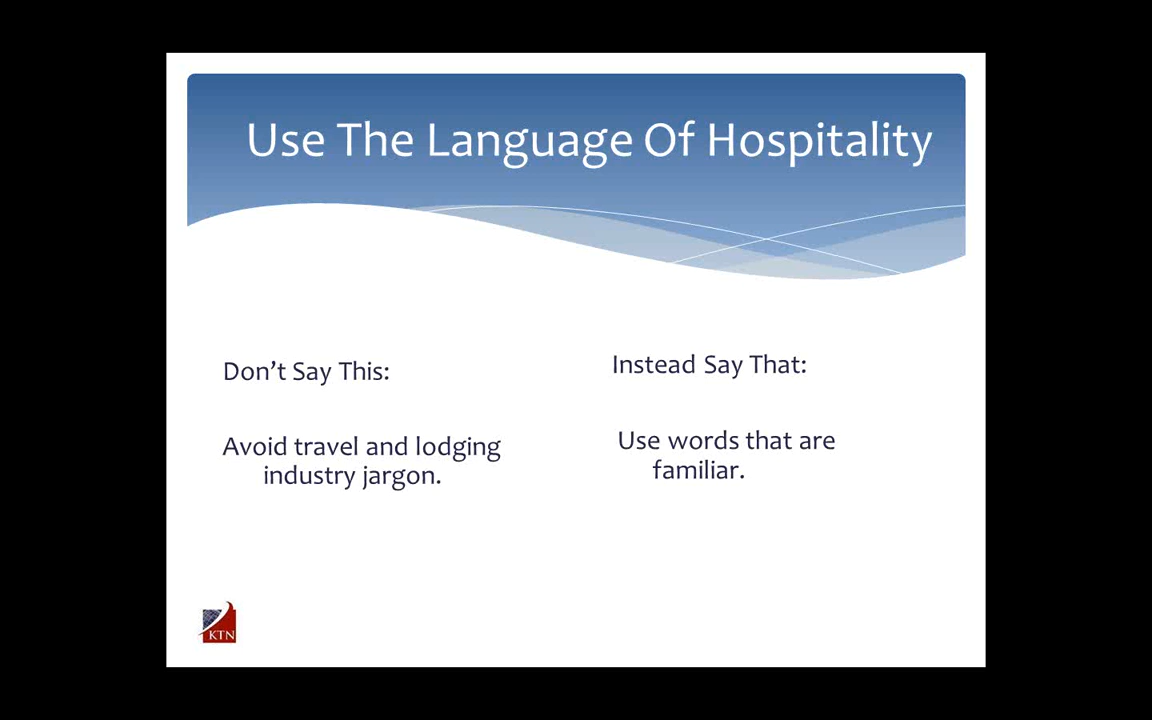 Use The Language Of Hospitality
Don’t Say This:
Avoid travel and lodging
industry jargon.
Instead Say That:
Use words that are
familiar.
KTN